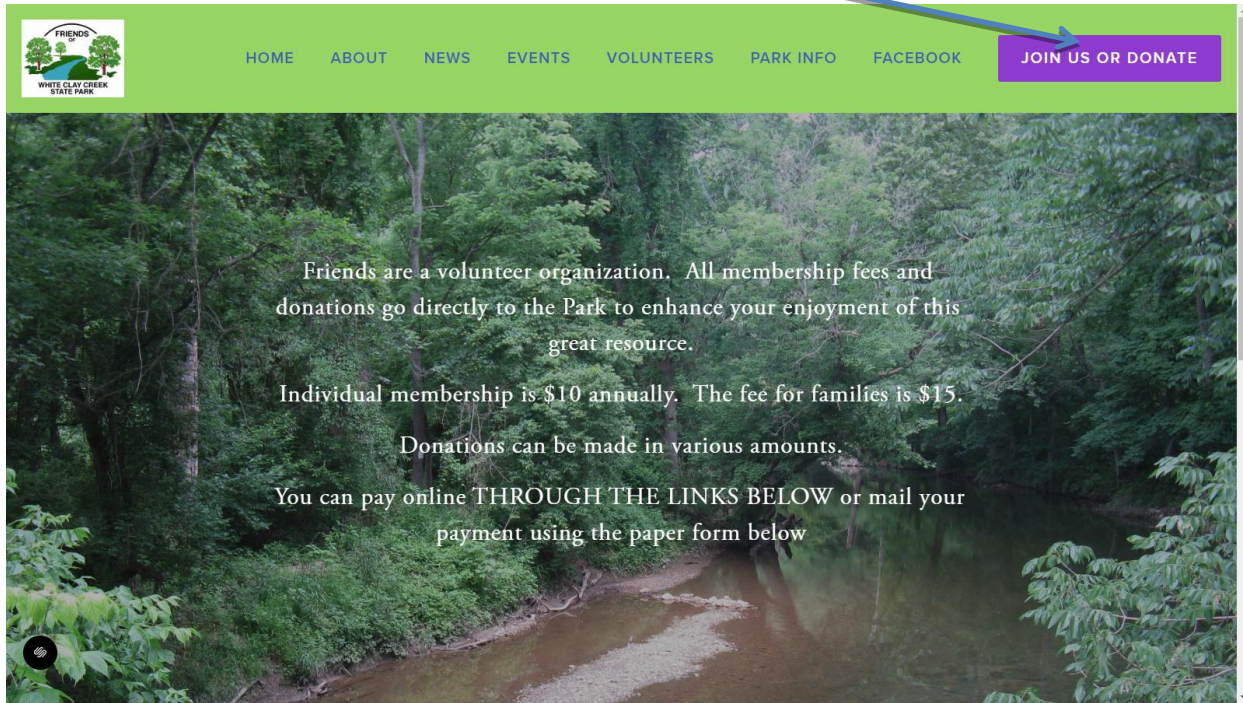 FRIENDS
OF
WHITE CLAY CREEK
STATE PARK
HOME ABOUT NEWS EVENTS VOLUNTEERS PARK INFO FACEBOOK JOIN US OR DONATE
Friends are a volunteer organization. All membership fees and
donations go directly to the Park to enhance your enjoyment of this
great resource.
Individual membership is $10 annually. The fee for families is $15.
Donations can be made in various amounts.
You can pay online THROUGH THE LINKS BELOW or mail your
payment using the paper form below